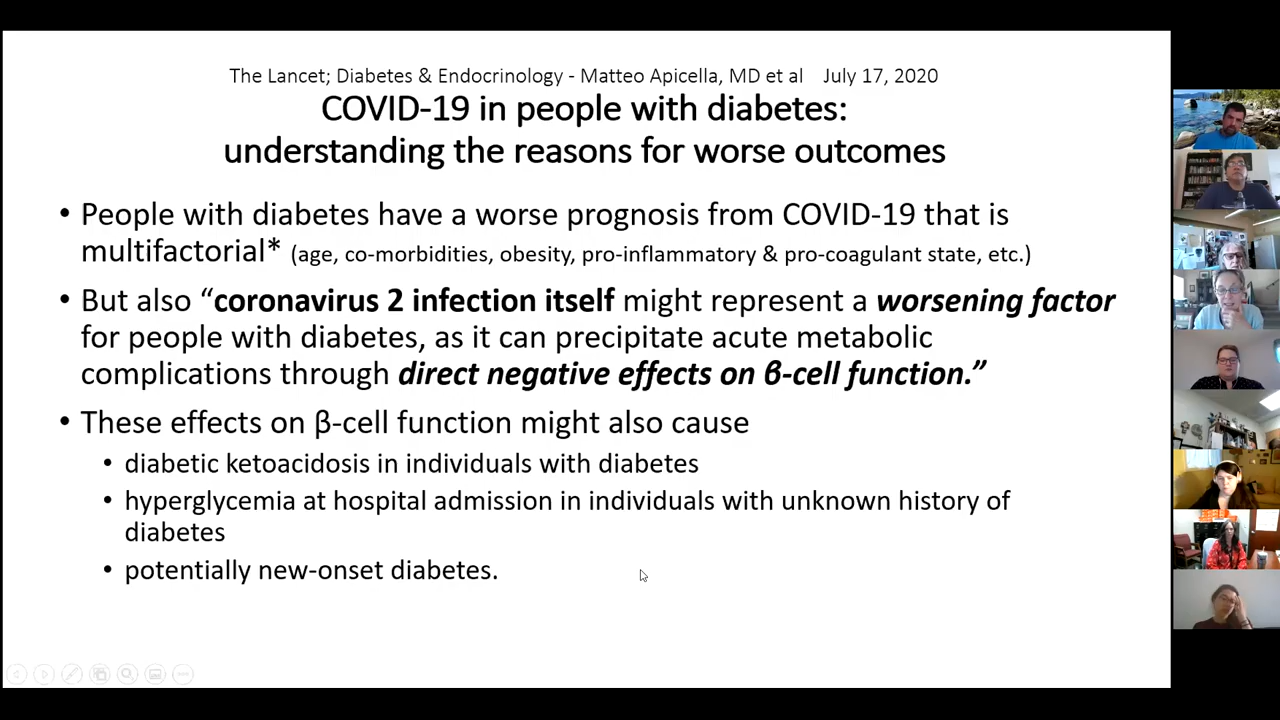 The Lancet; Diabetes & Endocrinology - Matteo Apicella, MD et al July 17, 2020
COVID-19 in people with diabetes:
understanding the reasons for worse outcomes
• People with diabetes have a worse prognosis from COVID-19 that is
multifactorial* (age, co-morbidities, obesity, pro-inflammatory & pro-coagulant state, etc.)
• But also “coronavirus 2 infection itself might represent a worsening factor
for people with diabetes, as it can precipitate acute metabolic
complications through direct negative effects on β-cell function.”
• These effects on β-cell function might also cause
• diabetic ketoacidosis in individuals with diabetes
• hyperglycemia at hospital admission in individuals with unknown history of
diabetes
• potentially new-onset diabetes.